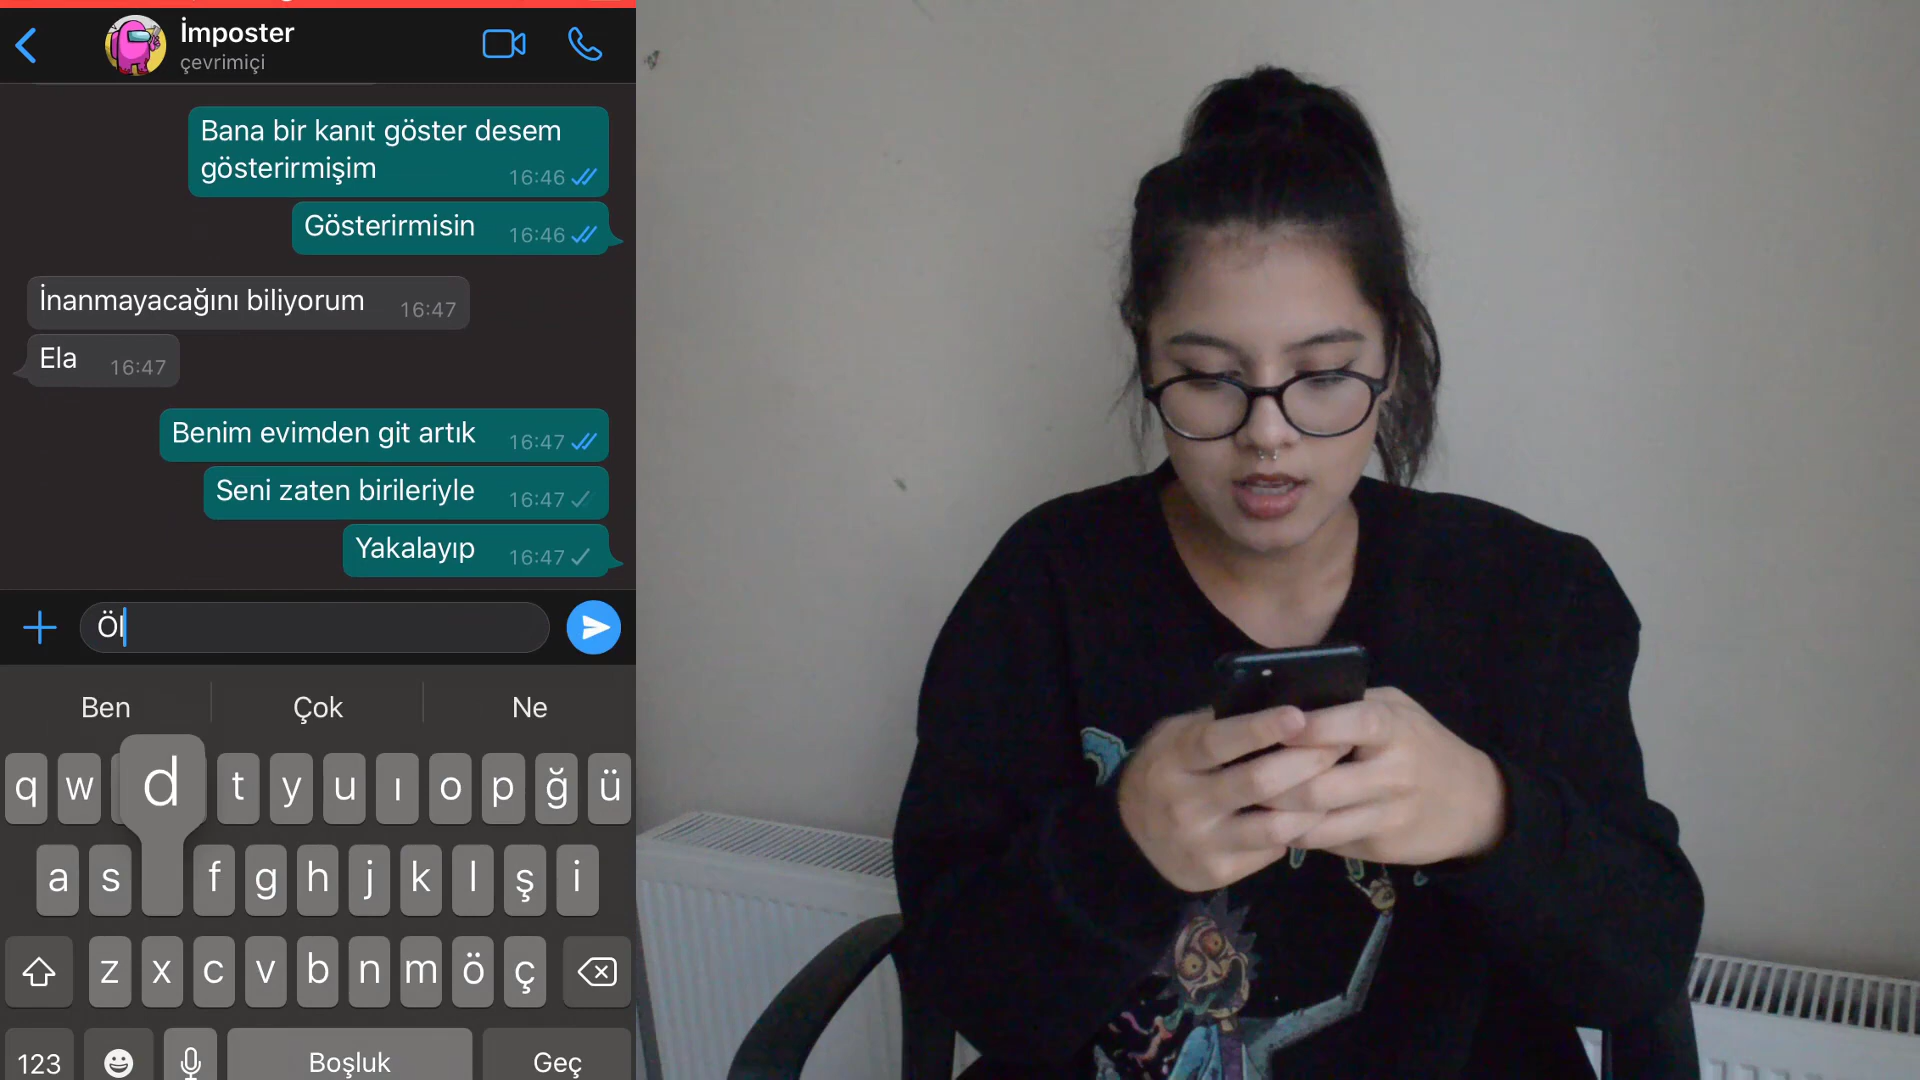 İmposter
çevrimiçi
Bana bir kanıt göster desem
gösterirmişim 16:46
Gösterirmisin 16:46
İnanmayacağını biliyorum 16:47
Ela 16:47
Benim evimden git artık 16:47
Seni zaten birileriyle 16:47
Yakalayıp 16:47
Öl
Ben Çok Ne
q w d t y u ı o p ğ ü
a s f g h j k l ş i
z x c v b n m ö ç
123 Boşluk Geç